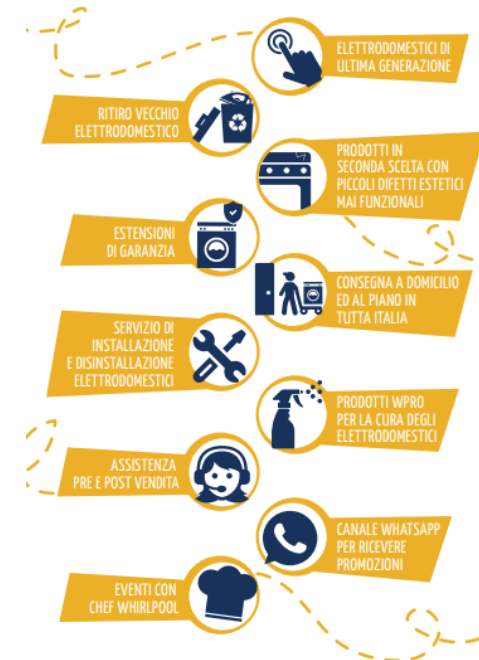 ELETTRODOMESTICI DI
ULTIMA GENERAZIONE
RITIRO VECCHIO
ELETTRODOMESTICO
PRODOTTI IN
SECONDA SCELTA CON
PICCOLI DIFETTI ESTETICI
MAI FUNZIONALI
ESTENSIONI
DI GARANZIA
CONSEGNA A DOMICILIO
ED AL PIANO IN
TUTTA ITALIA
SERVIZIO DI
INSTALLAZIONE
E DISINSTALLAZIONE
ELETTRODOMESTICI
PRODOTTI WPRO
PER LA CURA DEGLI
ELETTRODOMESTICI
ASSISTENZA
PRE E POST VENDITA
CANALE WHATSAPP
PER RICEVERE
PROMOZIONI
EVENTI CON
CHEF WHIRLPOOL